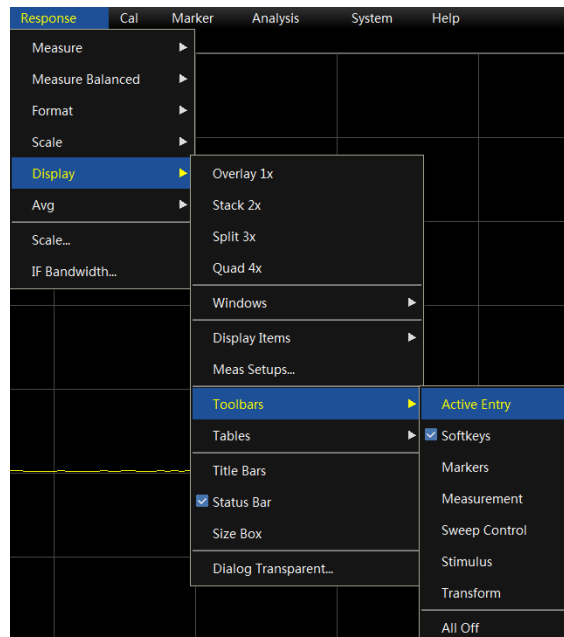 Response Cal Marker Analysis System Help
Measure
Measure Balanced
Format
Scale
Display
Avg
Scale...
IF Bandwidth...
Overlay 1x
Stack 2x
Split 3x
Quad 4x
Windows
Display Items
Meas Setups...
Toolbars
Tables
Title Bars
Status Bar
Size Box
Dialog Transparent...
Active Entry
Softkeys
Markers
Measurement
Sweep Control
Stimulus
Transform
All Off